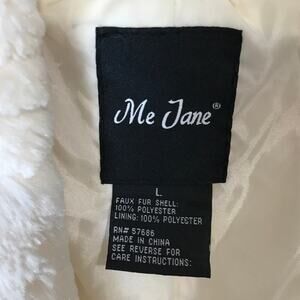 Me Jane®
L
FAUX FUR SHELL:
100% POLYESTER
LINING: 100% POLYESTER
RN# 57686
MADE IN CHINA
SEE REVERSE FOR
CARE INSTRUCTIONS: